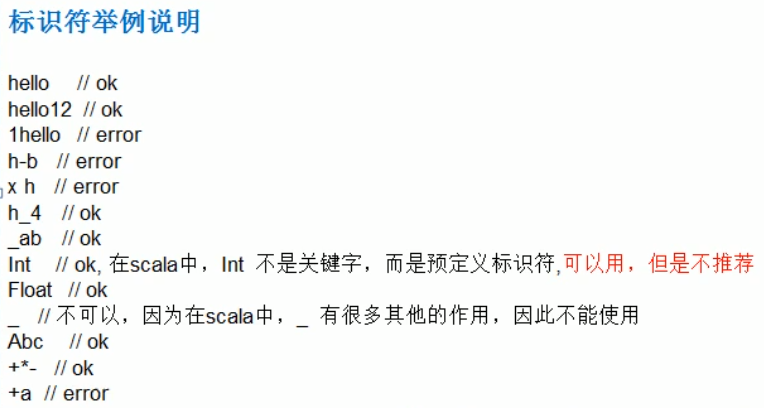 标识符举例说明
hello // ok
hello12 // ok
1hello // error
h-b // error
x h // error
h_4 // ok
_ab // ok
Int // ok, 在scala中，Int 不是关键字，而是预定义标识符,可以用，但是不推荐
Float // ok
_ // 不可以，因为在scala中，_ 有很多其他的作用，因此不能使用
Abc // ok
+*- // ok
+a // error